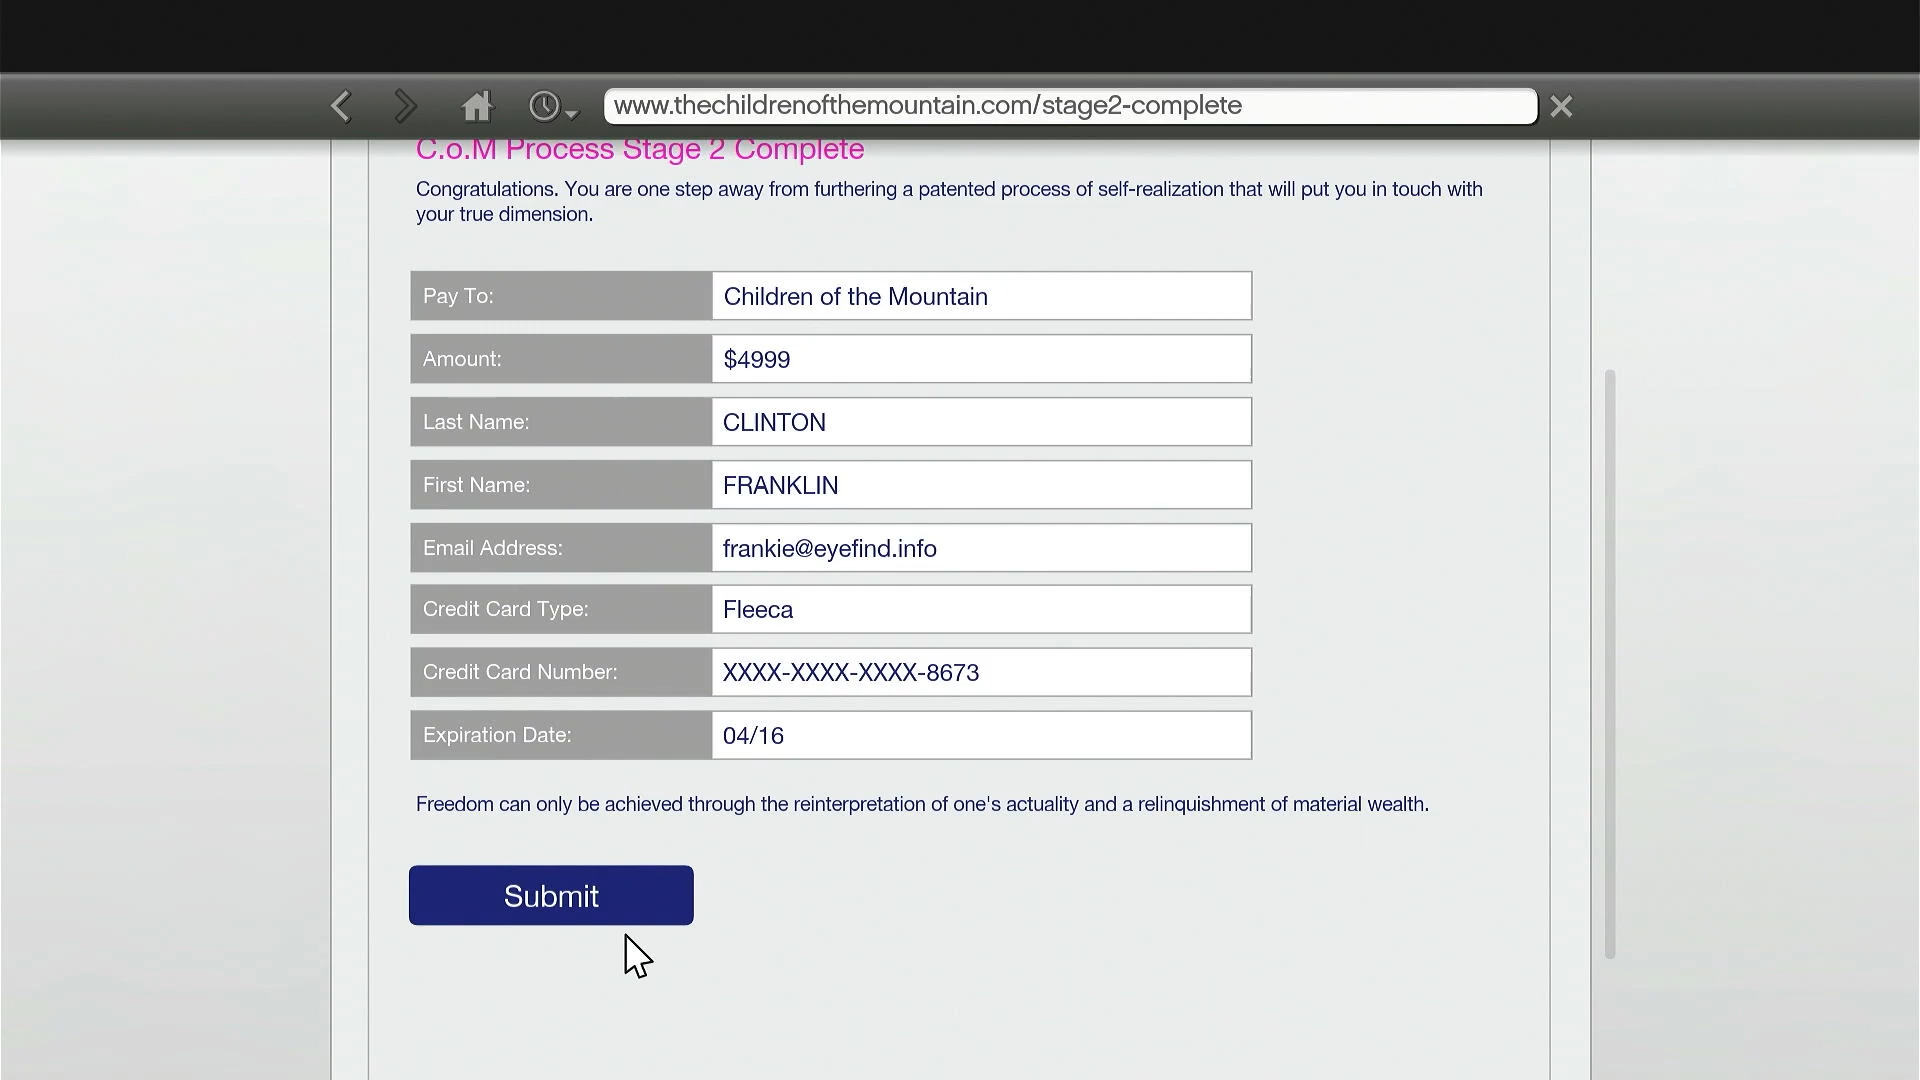 www.thechildrenofthemountain.com/stage2-complete
C.o.M Process Stage 2 Complete
Congratulations. You are one step away from furthering a patented process of self-realization that will put you in touch with
your true dimension.
Pay To: Children of the Mountain
Amount: $4999
Last Name: CLINTON
First Name: FRANKLIN
Email Address: frankie@eyefind.info
Credit Card Type: Fleeca
Credit Card Number: XXXX-XXXX-XXXX-8673
Expiration Date: 04/16
Freedom can only be achieved through the reinterpretation of one's actuality and a relinquishment of material wealth.
Submit